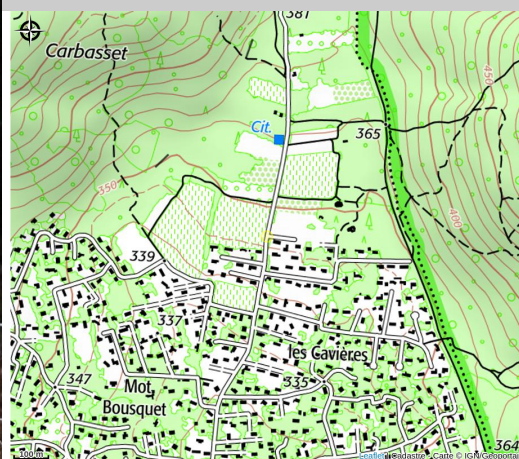 381
Carbasset
450
Cit.
365
350
400
339
337
les Cavières
347
335
Mot
Bousquet
364
100 m
Leaflet | Cadastre - Carte © IGN/Geoportail